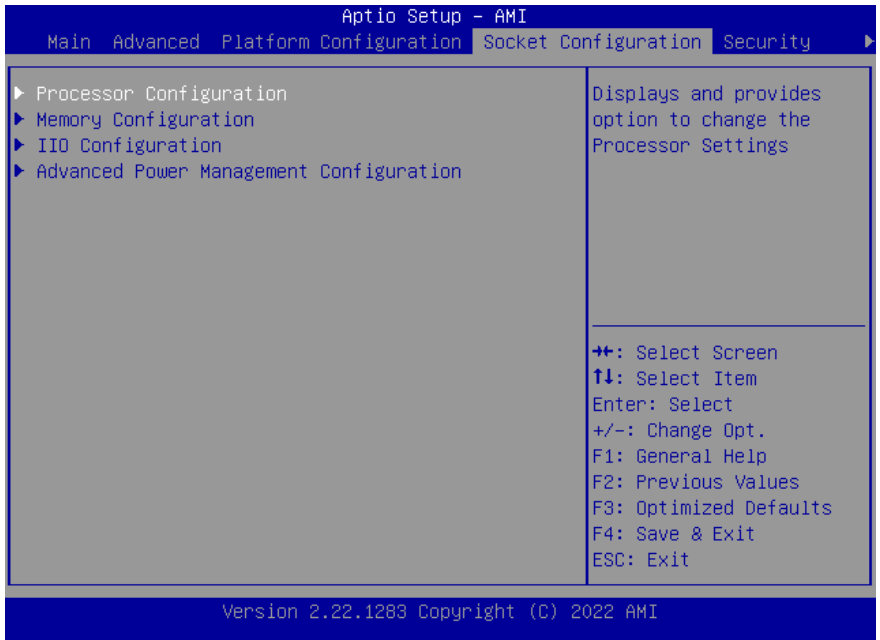 Aptio Setup – AMI
Main Advanced Platform Configuration Socket Configuration Security ▶
▶ Processor Configuration
▶ Memory Configuration
▶ IIO Configuration
▶ Advanced Power Management Configuration
Displays and provides
option to change the
Processor Settings
→←: Select Screen
↑↓: Select Item
Enter: Select
+/-: Change Opt.
F1: General Help
F2: Previous Values
F3: Optimized Defaults
F4: Save & Exit
ESC: Exit
Version 2.22.1283 Copyright (C) 2022 AMI